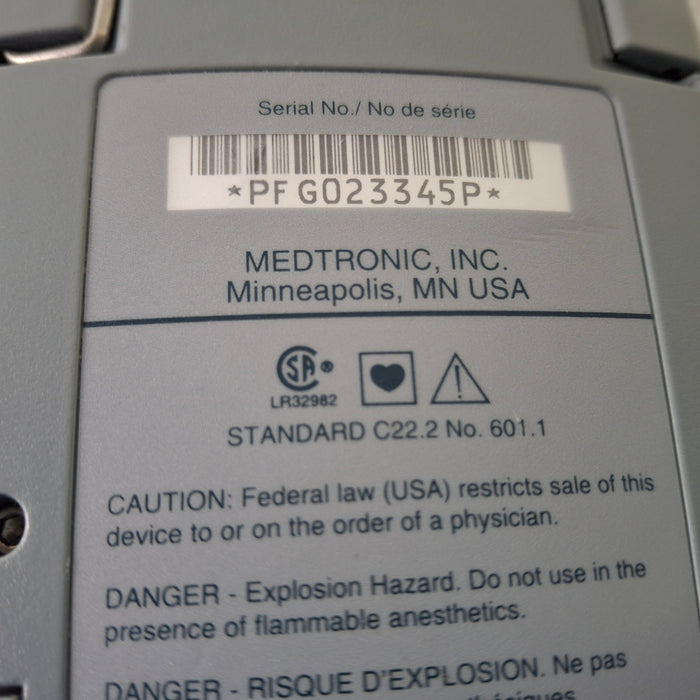 Serial No./ No de série
*PFG023345P*
MEDTRONIC, INC.
Minneapolis, MN USA
SA ®
LR32982
STANDARD C22.2 No. 601.1
CAUTION: Federal law (USA) restricts sale of this
device to or on the order of a physician.
DANGER - Explosion Hazard. Do not use in the
presence of flammable anesthetics.
DANGER - RISQUE D'EXPLOSION. Ne pas